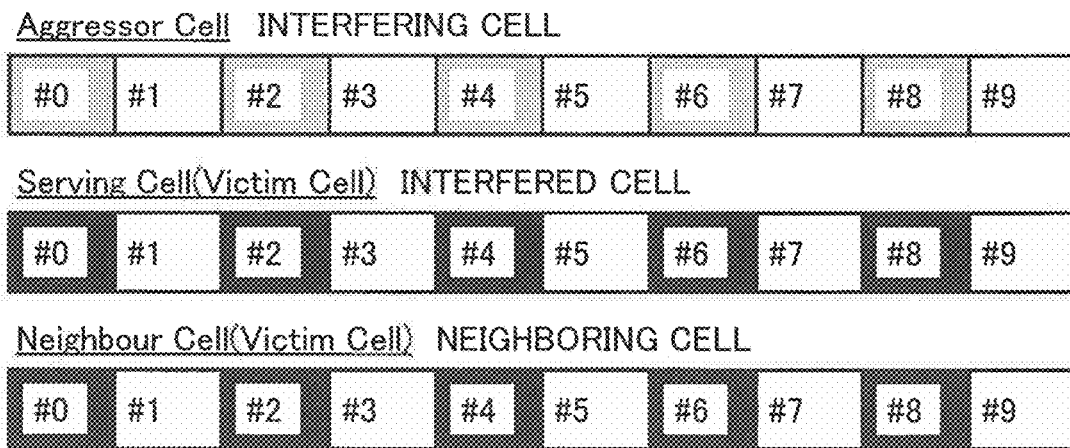 Aggressor Cell INTERFERING CELL
#0 #1 #2 #3 #4 #5 #6 #7 #8 #9
Serving Cell(Victim Cell) INTERFERED CELL
#0 #1 #2 #3 #4 #5 #6 #7 #8 #9
Neighbour Cell(Victim Cell) NEIGHBORING CELL
#0 #1 #2 #3 #4 #5 #6 #7 #8 #9